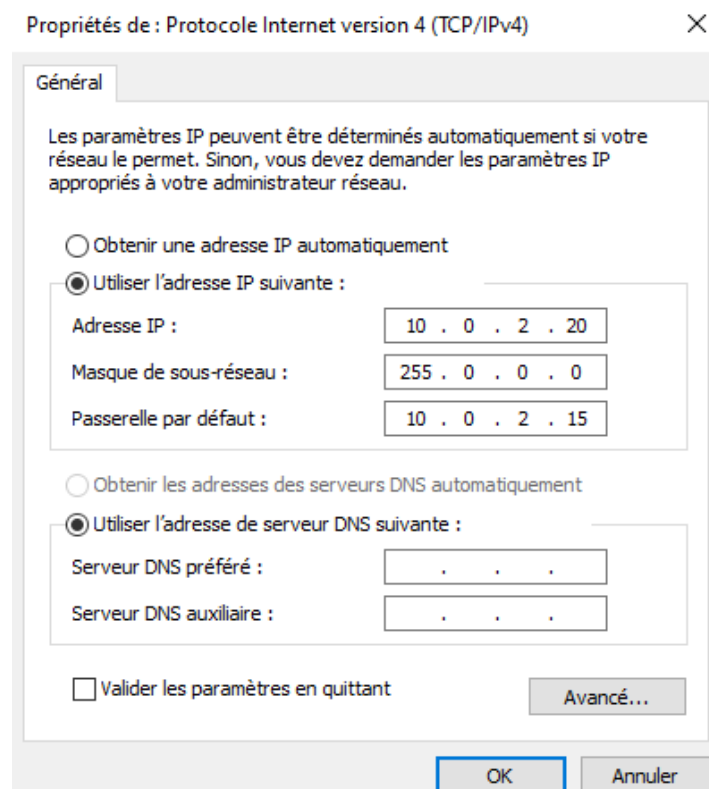 Propriétés de : Protocole Internet version 4 (TCP/IPv4)
Général
Les paramètres IP peuvent être déterminés automatiquement si votre
réseau le permet. Sinon, vous devez demander les paramètres IP
appropriés à votre administrateur réseau.
Obtenir une adresse IP automatiquement
Utiliser l'adresse IP suivante :
Adresse IP : 10 . 0 . 2 . 20
Masque de sous-réseau : 255 . 0 . 0 . 0
Passerelle par défaut : 10 . 0 . 2 . 15
Obtenir les adresses des serveurs DNS automatiquement
Utiliser l'adresse de serveur DNS suivante :
Serveur DNS préféré : . . .
Serveur DNS auxiliaire : . . .
Valider les paramètres en quittant
Avancé...
OK Annuler